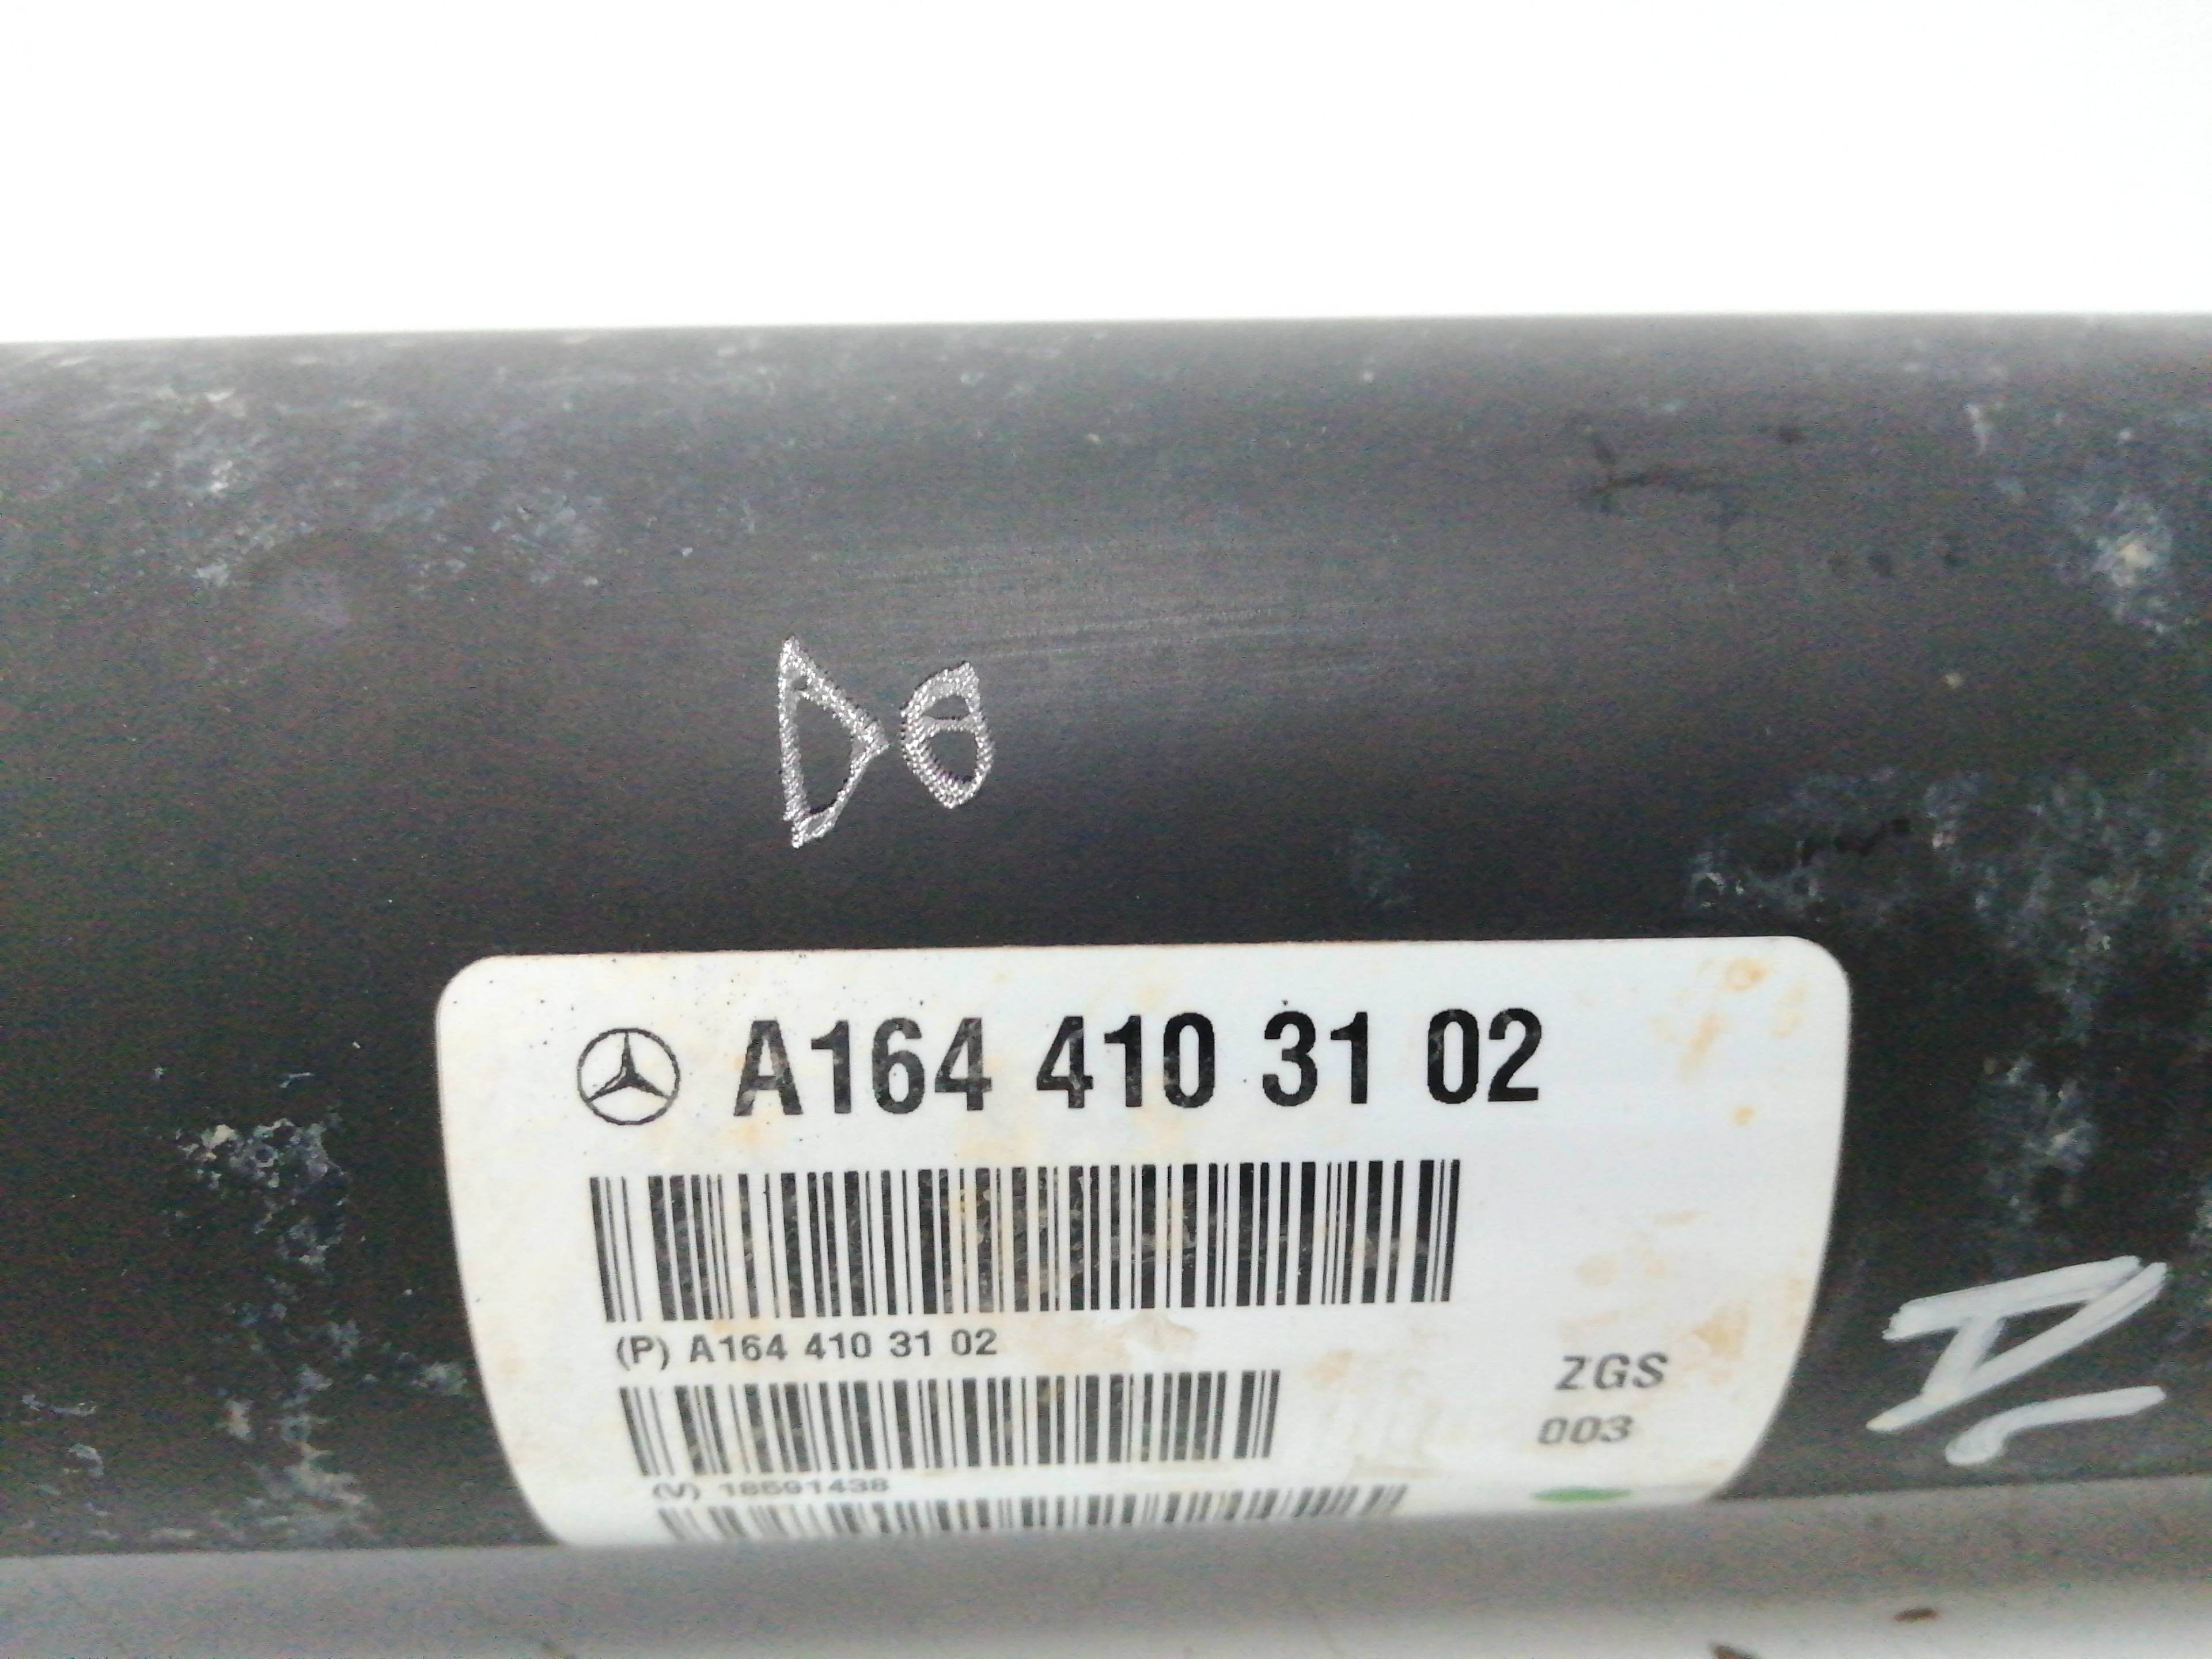 D8
A164 410 31 02
(P) A164 410 31 02
ZGS
003
(V) 18591438